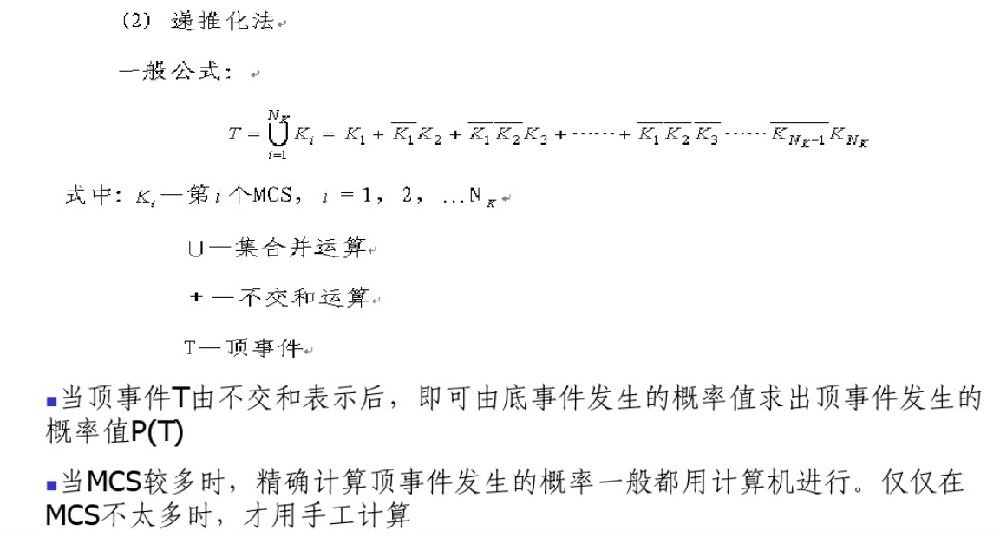 (2) 递推化法
一般公式:
T = ⋃_{i=1}^{N_K} K_i = K_1 + \overline{K_1} K_2 + \overline{K_1} \overline{K_2} K_3 + ⋯⋯ + \overline{K_1} \overline{K_2} \overline{K_3} ⋯⋯ \overline{K_{N_K-1}} K_{N_K}
式中: K_i—第 i 个MCS, i = 1, 2, …N_K
∪—集合并运算
+ —不交和运算
T—顶事件
当顶事件T由不交和表示后，即可由底事件发生的概率值求出顶事件发生的
概率值P(T)
当MCS较多时，精确计算顶事件发生的概率一般都用计算机进行。仅仅在
MCS不太多时，才用手工计算